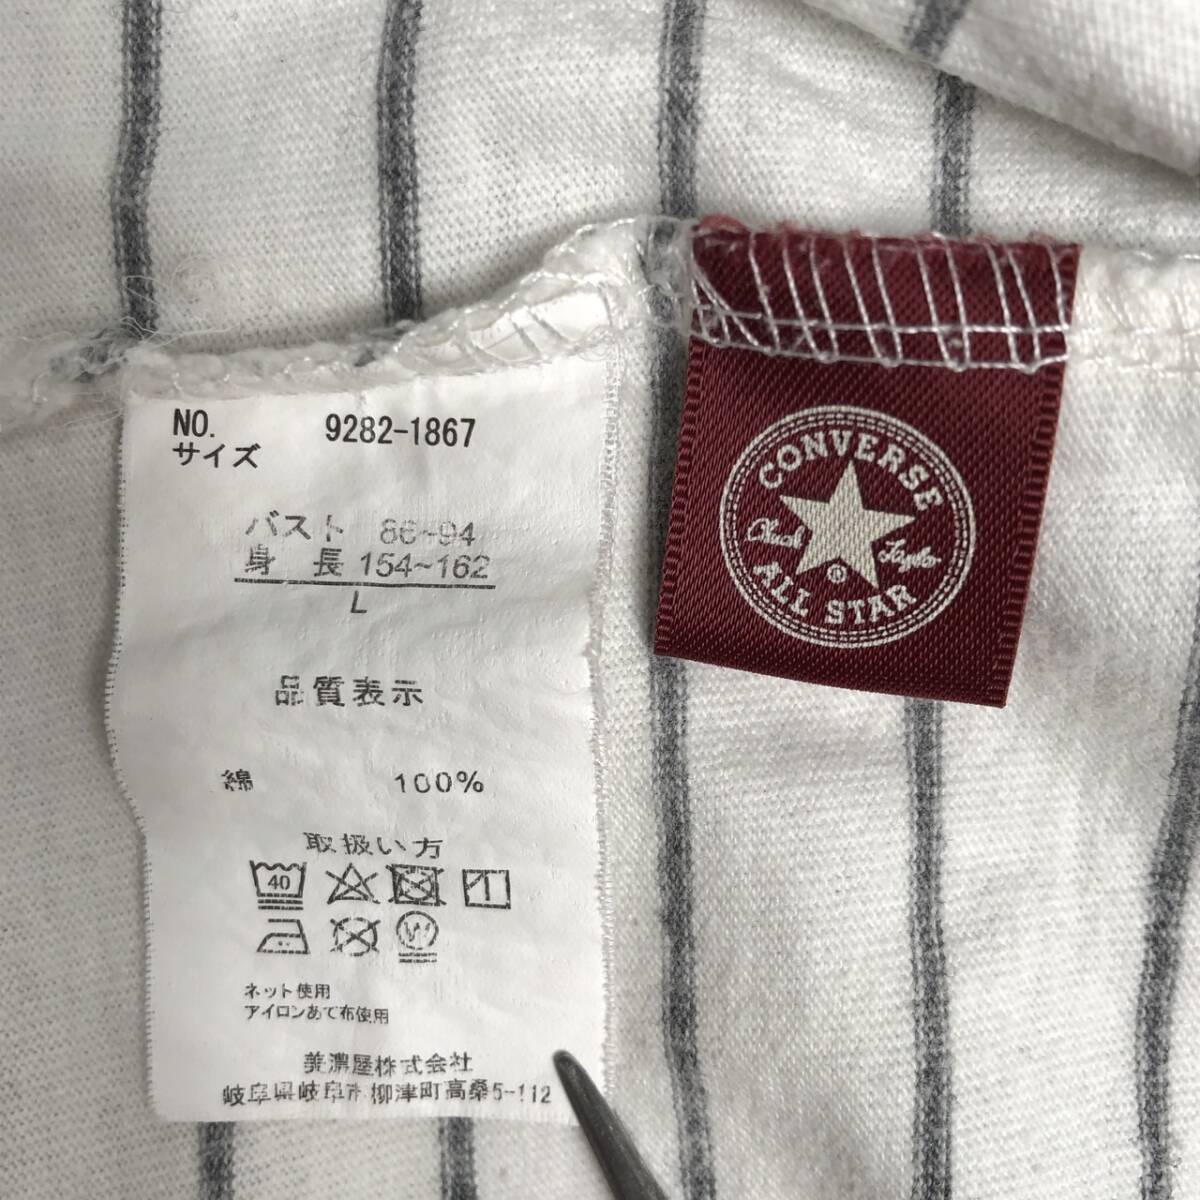 NO. 9282-1867
サイズ
バスト 86~94
身 長 154~162
L
品質表示
綿 100%
取扱い方
40
W
ネット使用
アイロンあて布使用
美濃屋株式会社
岐阜県岐阜市柳津町高桑5-112
CONVERSE
Chuck Taylor
ALL STAR
®